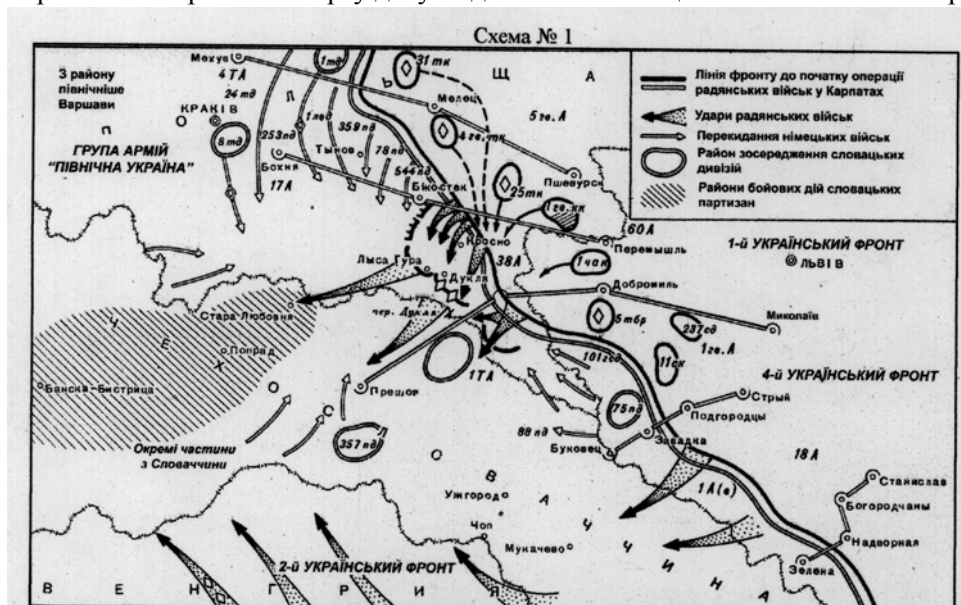 Схема № 1
З району
північніше
Варшави
Мехув
4 ТА
24 тд
КРАКІВ
8 тд
П
ГРУПА АРМІЙ
"ПІВНІЧНА УКРАЇНА"
1 тд
Л
Ь
Щ
А
31 тк
Мелец
5 гв. А
253 пд
359 пд
Тынов
78 пд
544 пд
4 гв. тк
Бохня
17 А
25 тк
Пшевурск
1 гв. кк
60 А
Перемышль
Лінія фронту до початку операції
радянських військ у Карпатах
Удари радянських військ
Перекидання німецьких військ
Район зосередження словацьких
дивізій
Райони бойових дій словацьких
партизан
1-й УКРАЇНСЬКИЙ ФРОНТ
ЛЬВІВ
Кросно
38 А
1 чак
Лыса Гура
Дукля
Добромиль
пер. Дукля
Стара Любовня
Ч
Е
Х
Попрад
Банска-Бистрица
5 тбр
237 сд
1 гв. А
Миколаїв
11 ск
101 гсд
1 ТА
4-й УКРАЇНСЬКИЙ ФРОНТ
О
Прешов
75 пд
Стрый
Подгородцы
Завадка
Буковец
88 пд
О
С
Л
357 пд
Окремі частини
з Словаччини
О
В
А
Ч
Ч
И
Н
А
18 А
1 А (в)
Станислав
Богородчаны
Надворная
Зелена
Ужгород
Чоп
Мукачево
2-й УКРАЇНСЬКИЙ ФРОНТ
В Е Н Г Р И Я